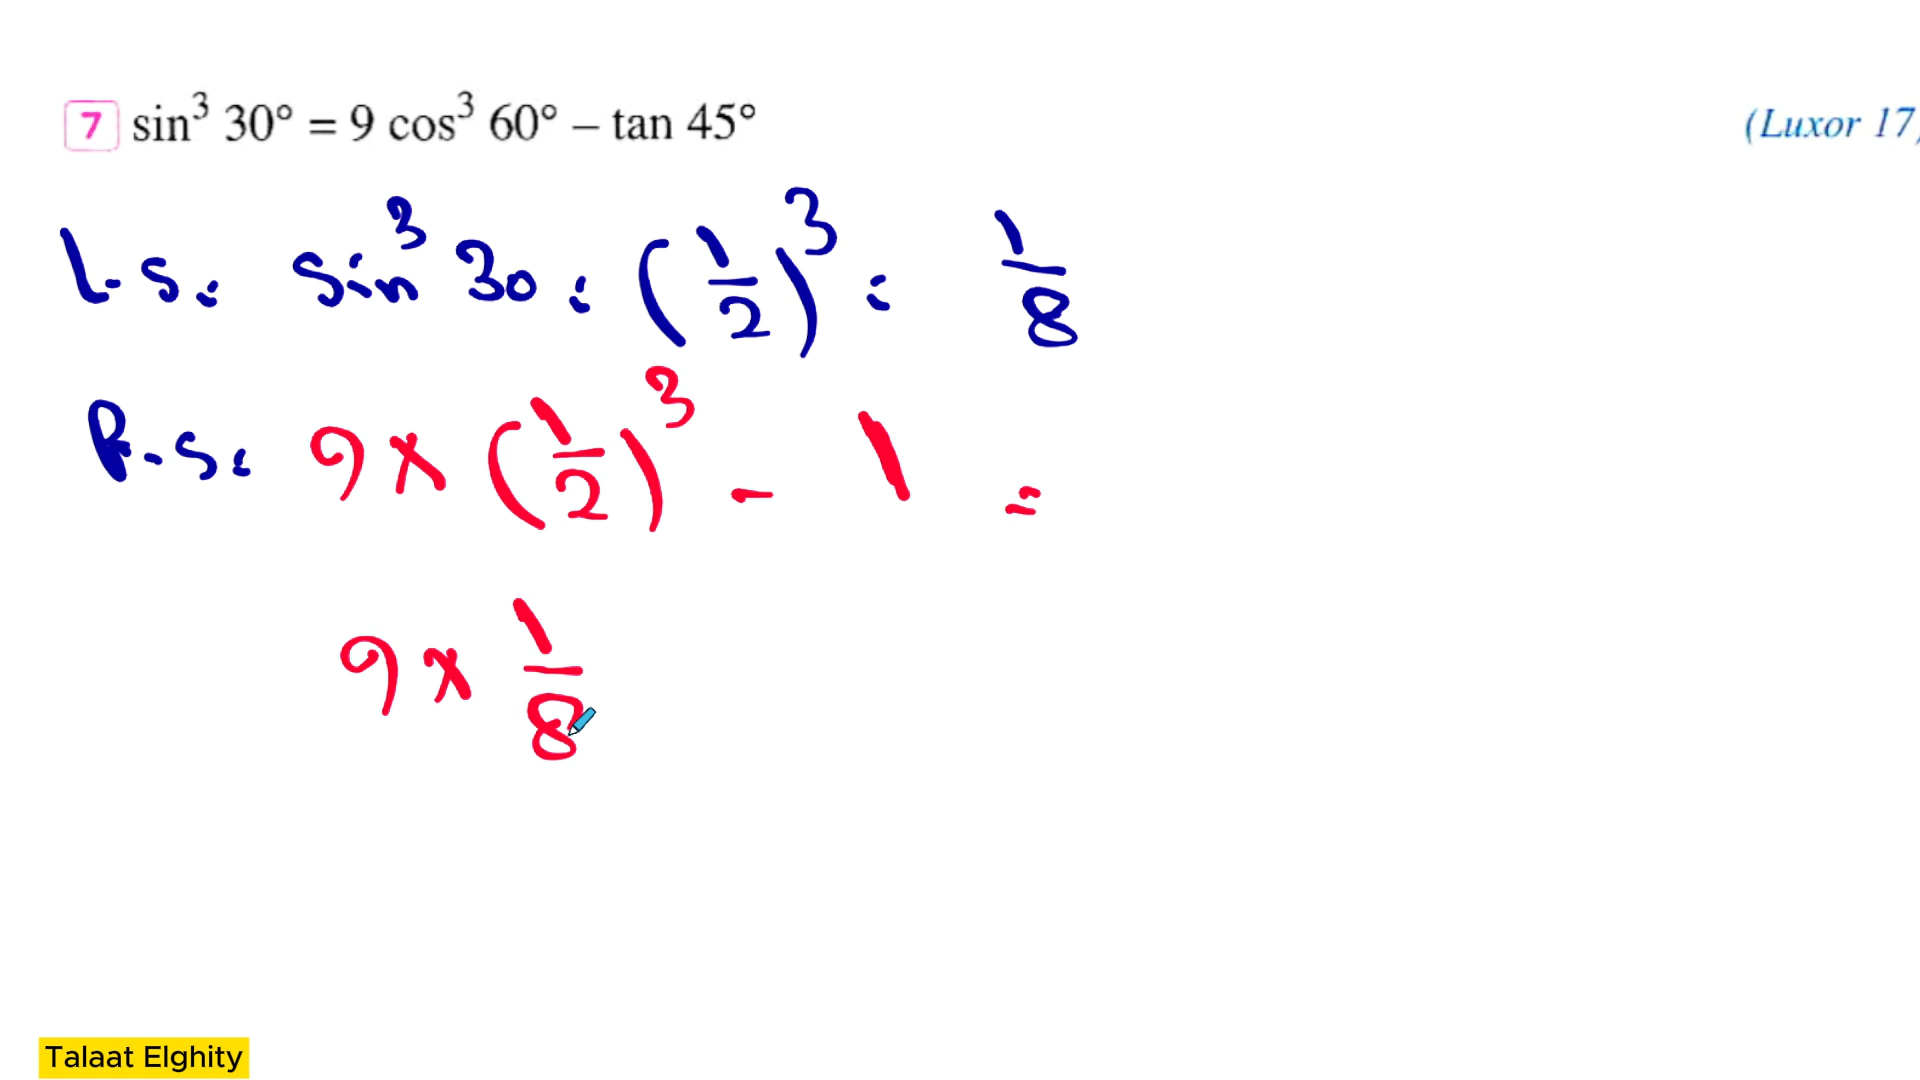 7 sin³ 30° = 9 cos³ 60° – tan 45° (Luxor 17)
L.S = sin³ 30 = (1/2)³ = 1/8
R.S = 9 × (1/2)³ - 1 =
9 × 1/8
Talaat Elghity